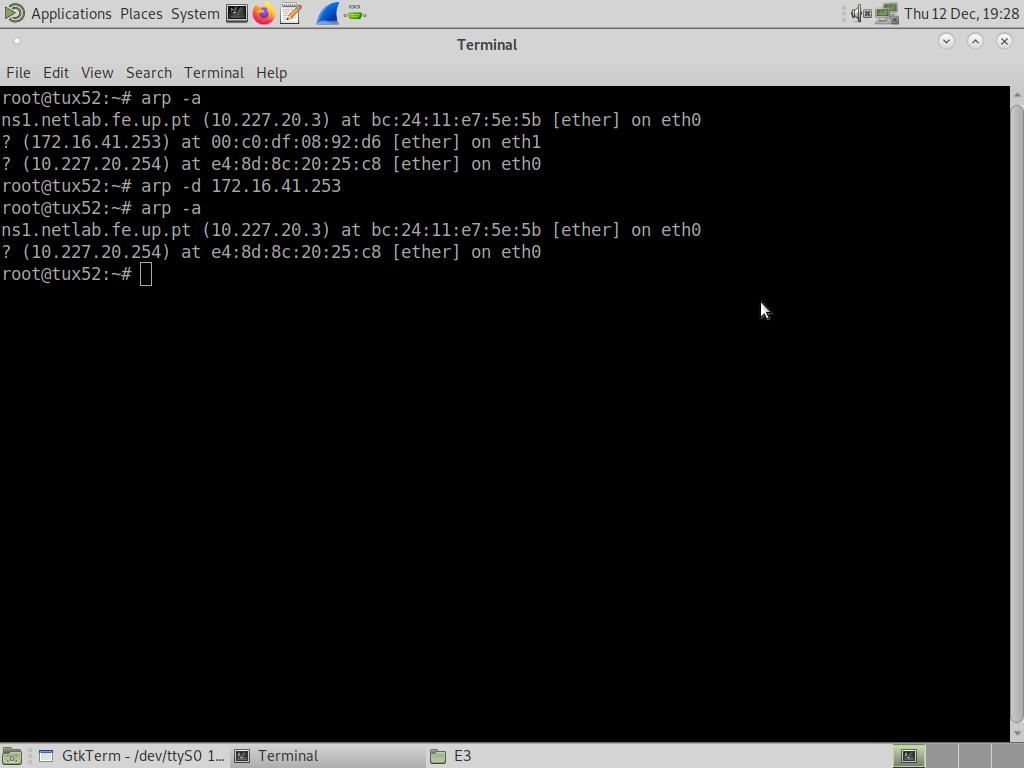 Applications Places System Thu 12 Dec, 19:28
Terminal
File Edit View Search Terminal Help
root@tux52:~# arp -a
ns1.netlab.fe.up.pt (10.227.20.3) at bc:24:11:e7:5e:5b [ether] on eth0
? (172.16.41.253) at 00:c0:df:08:92:d6 [ether] on eth1
? (10.227.20.254) at e4:8d:8c:20:25:c8 [ether] on eth0
root@tux52:~# arp -d 172.16.41.253
root@tux52:~# arp -a
ns1.netlab.fe.up.pt (10.227.20.3) at bc:24:11:e7:5e:5b [ether] on eth0
? (10.227.20.254) at e4:8d:8c:20:25:c8 [ether] on eth0
root@tux52:~#
GtkTerm - /dev/ttyS0 1... Terminal E3